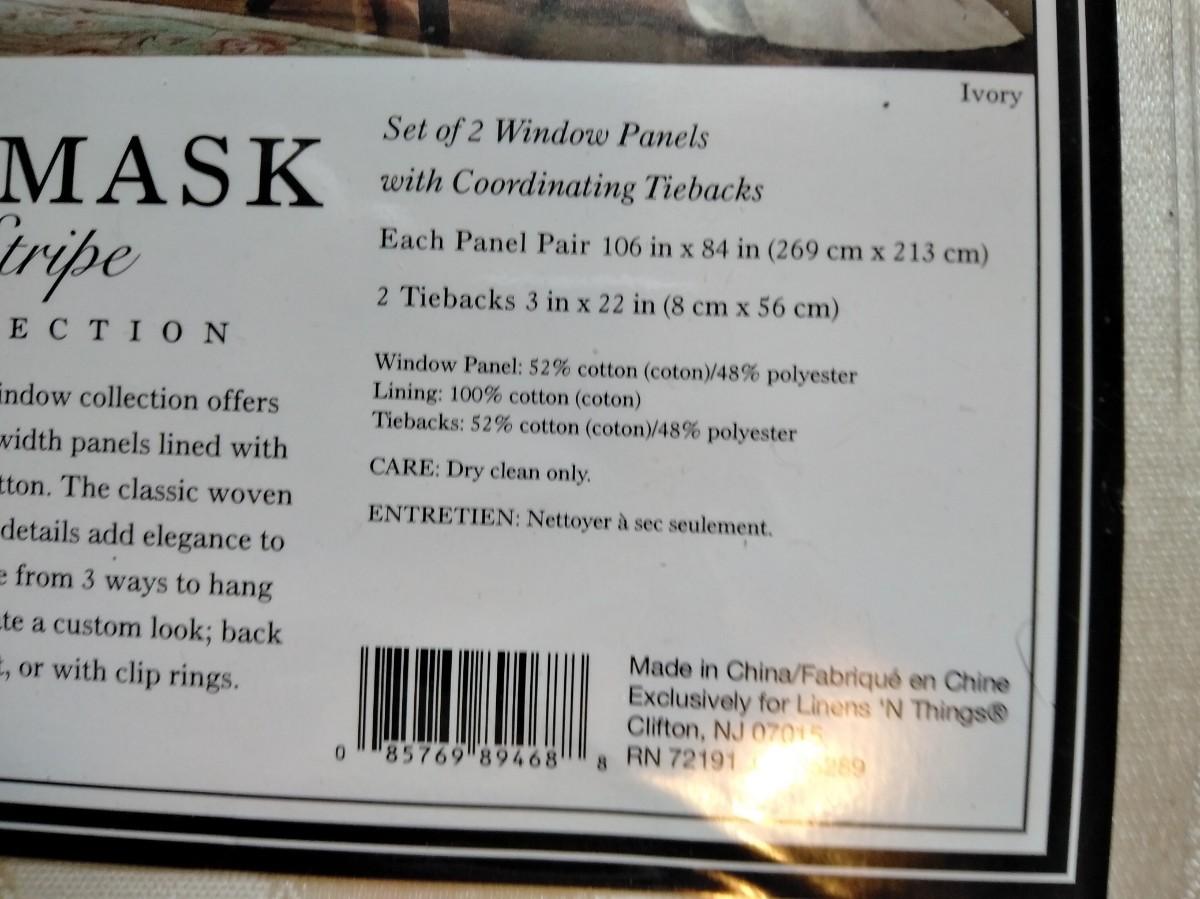 Ivory
MASK
Stripe
ECTION
indow collection offers
width panels lined with
tton. The classic woven
details add elegance to
e from 3 ways to hang
te a custom look; back
t, or with clip rings.
Set of 2 Window Panels
with Coordinating Tiebacks
Each Panel Pair 106 in x 84 in (269 cm x 213 cm)
2 Tiebacks 3 in x 22 in (8 cm x 56 cm)
Window Panel: 52% cotton (coton)/48% polyester
Lining: 100% cotton (coton)
Tiebacks: 52% cotton (coton)/48% polyester
CARE: Dry clean only.
ENTRETIEN: Nettoyer à sec seulement.
0 85769 89468 8
Made in China/Fabriqué en Chine
Exclusively for Linens 'N Things®
Clifton, NJ 07015
RN 72191